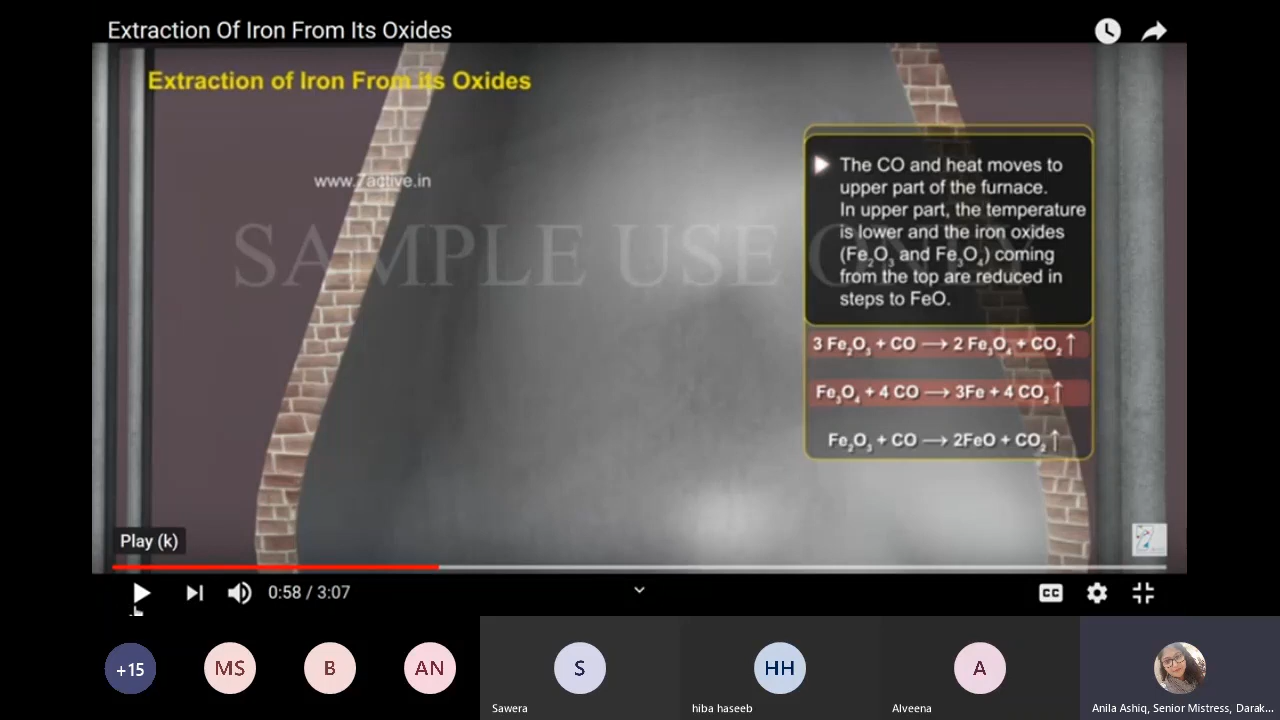 Extraction Of Iron From Its Oxides
Extraction of Iron From its Oxides
www.7active.in
SAMPLE USE ONLY
The CO and heat moves to
upper part of the furnace.
In upper part, the temperature
is lower and the iron oxides
(Fe₂O₃ and Fe₃O₄) coming
from the top are reduced in
steps to FeO.
3 Fe₂O₃ + CO ⟶ 2 Fe₃O₄ + CO₂↑
Fe₃O₄ + 4 CO ⟶ 3Fe + 4 CO₂↑
Fe₂O₃ + CO ⟶ 2FeO + CO₂↑
Play (k)
7
0:58 / 3:07
CC
+15
MS
B
AN
S
HH
A
Sawera
hiba haseeb
Alveena
Anila Ashiq, Senior Mistress, Darak...